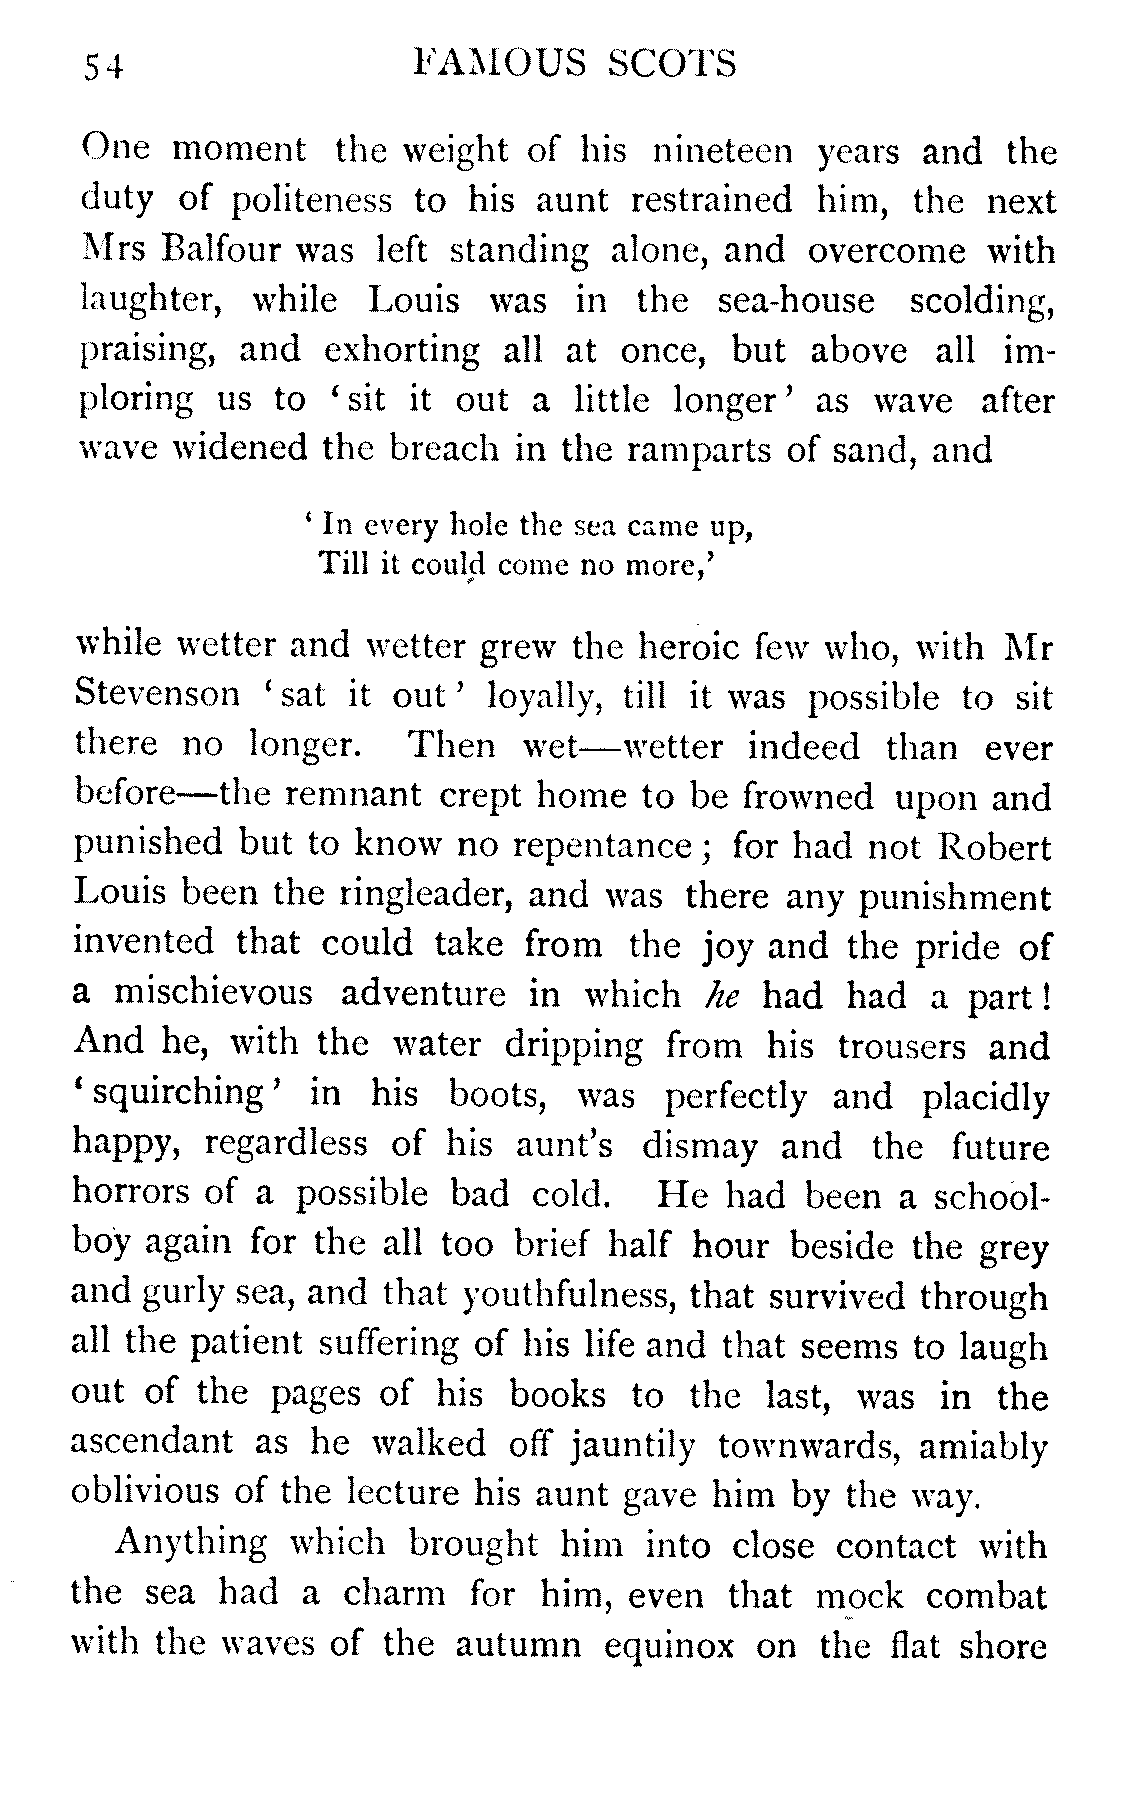 54 FAMOUS SCOTS
One moment the weight of his nineteen years and the
duty of politeness to his aunt restrained him, the next
Mrs Balfour was left standing alone, and overcome with
laughter, while Louis was in the sea-house scolding,
praising, and exhorting all at once, but above all im-
ploring us to ‘sit it out a little longer’ as wave after
wave widened the breach in the ramparts of sand, and
‘In every hole the sea came up,
Till it could come no more,’
while wetter and wetter grew the heroic few who, with Mr
Stevenson ‘sat it out’ loyally, till it was possible to sit
there no longer. Then wet—wetter indeed than ever
before—the remnant crept home to be frowned upon and
punished but to know no repentance; for had not Robert
Louis been the ringleader, and was there any punishment
invented that could take from the joy and the pride of
a mischievous adventure in which he had had a part!
And he, with the water dripping from his trousers and
‘squirching’ in his boots, was perfectly and placidly
happy, regardless of his aunt’s dismay and the future
horrors of a possible bad cold. He had been a school-
boy again for the all too brief half hour beside the grey
and gurly sea, and that youthfulness, that survived through
all the patient suffering of his life and that seems to laugh
out of the pages of his books to the last, was in the
ascendant as he walked off jauntily townwards, amiably
oblivious of the lecture his aunt gave him by the way.
Anything which brought him into close contact with
the sea had a charm for him, even that mock combat
with the waves of the autumn equinox on the flat shore